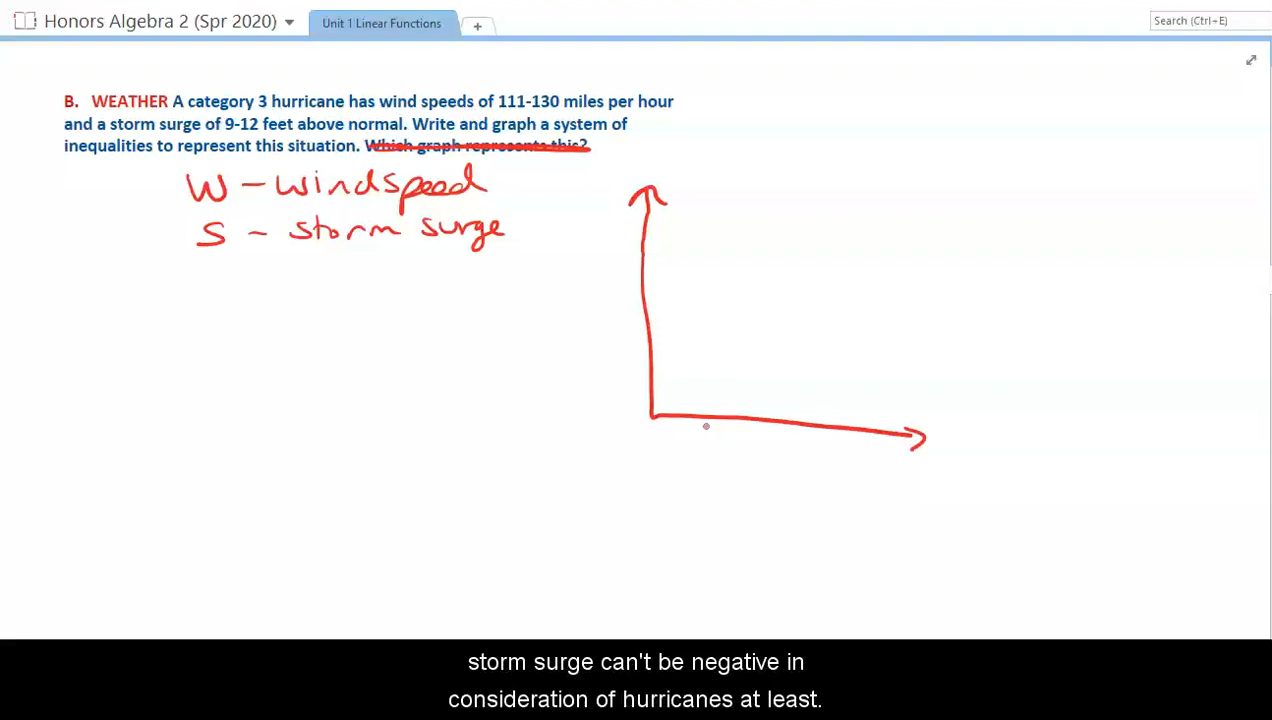 Honors Algebra 2 (Spr 2020)
Unit 1 Linear Functions
+
Search (Ctrl+E)
B. WEATHER A category 3 hurricane has wind speeds of 111-130 miles per hour
and a storm surge of 9-12 feet above normal. Write and graph a system of
inequalities to represent this situation. Which graph represents this?
W - windspeed
S - storm surge
storm surge can't be negative in
consideration of hurricanes at least.